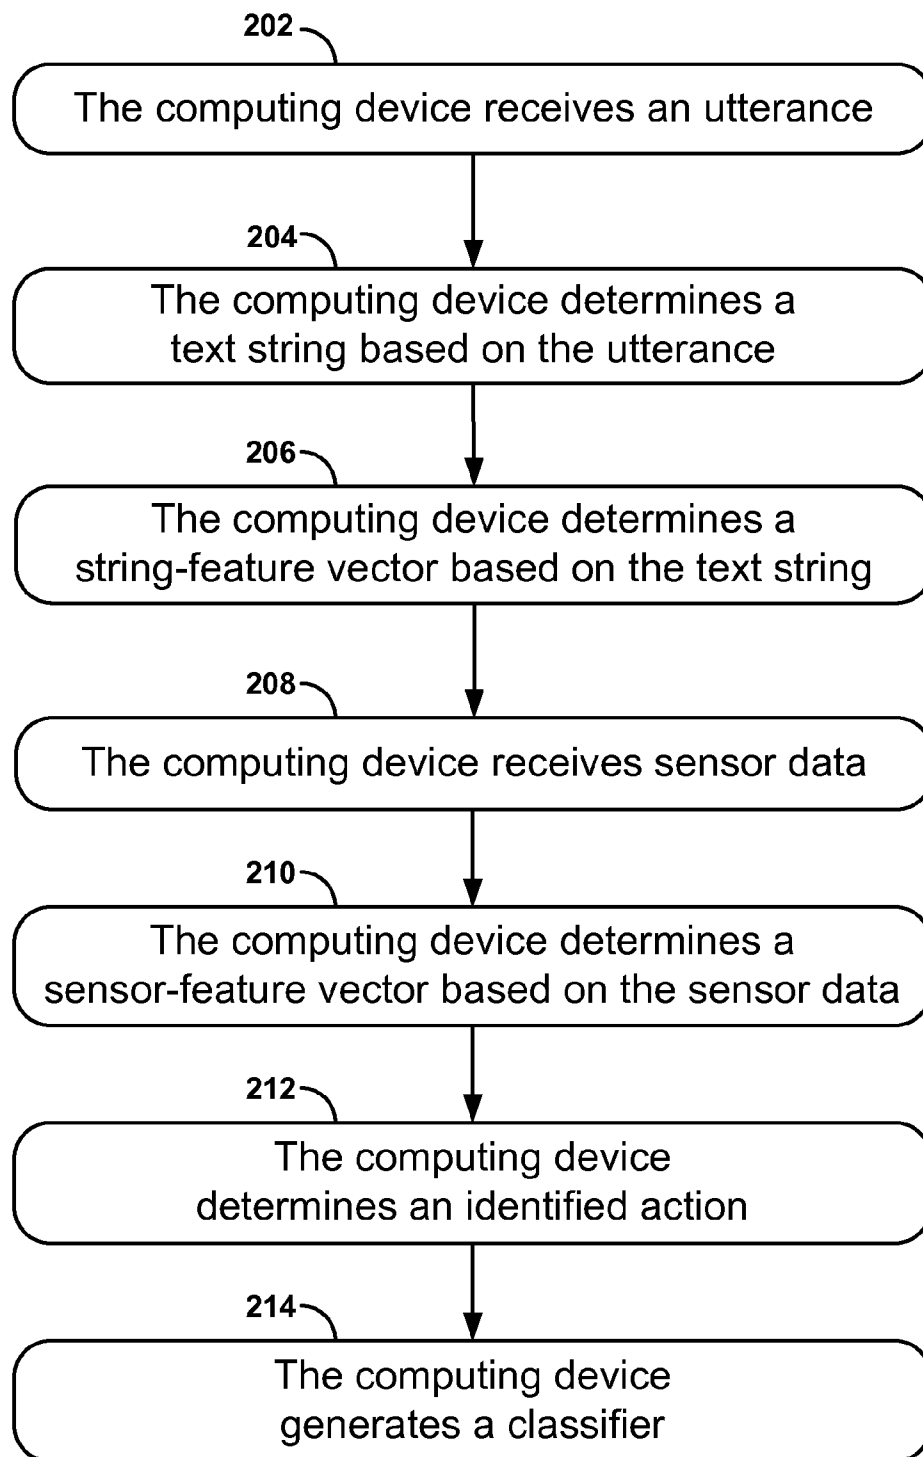 202
The computing device receives an utterance
204
The computing device determines a
text string based on the utterance
206
The computing device determines a
string-feature vector based on the text string
208
The computing device receives sensor data
210
The computing device determines a
sensor-feature vector based on the sensor data
212
The computing device
determines an identified action
214
The computing device
generates a classifier